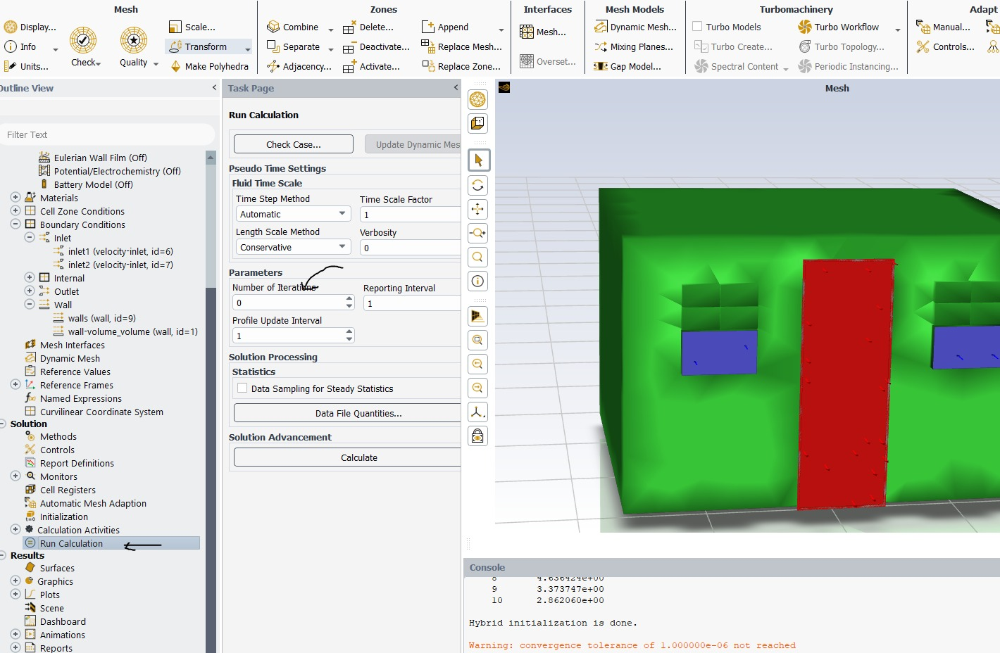 Mesh
Zones
Interfaces
Mesh Models
Turbomachinery
Adapt
Display...
Scale...
Combine
Delete...
Append
Mesh...
Dynamic Mesh...
Turbo Models
Turbo Workflow
Manual...
Info
Transform
Separate
Deactivate...
Replace Mesh...
Mixing Planes...
Turbo Create...
Turbo Topology...
Controls...
Units...
Check
Quality
Make Polyhedra
Adjacency...
Activate...
Replace Zone...
Overset...
Gap Model...
Spectral Content
Periodic Instancing...
Outline View
Filter Text
Eulerian Wall Film (Off)
Potential/Electrochemistry (Off)
Battery Model (Off)
Materials
Cell Zone Conditions
Boundary Conditions
Inlet
inlet1 (velocity-inlet, id=6)
inlet2 (velocity-inlet, id=7)
Internal
Outlet
Wall
walls (wall, id=9)
wall-volume_volume (wall, id=1)
Mesh Interfaces
Dynamic Mesh
Reference Values
Reference Frames
Named Expressions
Curvilinear Coordinate System
Solution
Methods
Controls
Report Definitions
Monitors
Cell Registers
Automatic Mesh Adaption
Initialization
Calculation Activities
Run Calculation
Results
Surfaces
Graphics
Plots
Scene
Dashboard
Animations
Reports
Task Page
Run Calculation
Check Case...
Update Dynamic Mes
Pseudo Time Settings
Fluid Time Scale
Time Step Method
Time Scale Factor
Automatic
1
Length Scale Method
Verbosity
Conservative
0
Parameters
Number of Iterations
Reporting Interval
0
1
Profile Update Interval
1
Solution Processing
Statistics
Data Sampling for Steady Statistics
Data File Quantities...
Solution Advancement
Calculate
Mesh
Console
8 4.636424e+00
9 3.373747e+00
10 2.862060e+00
Hybrid initialization is done.
Warning: convergence tolerance of 1.000000e-06 not reached